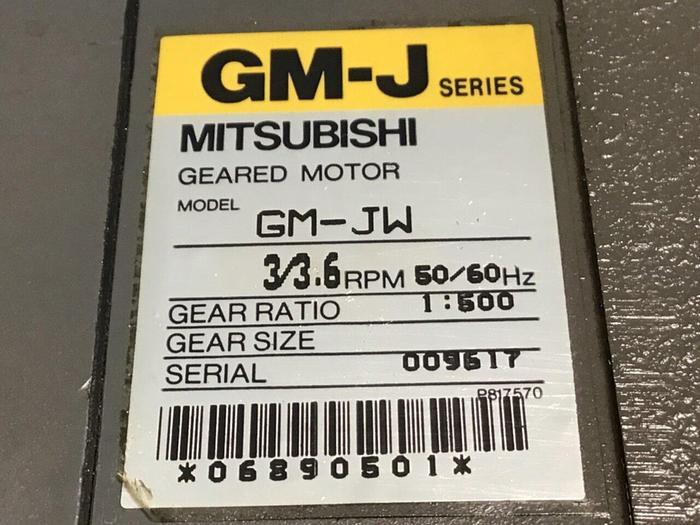 GM-J SERIES
MITSUBISHI
GEARED MOTOR
MODEL GM-JW
3/3.6 RPM 50/60Hz
GEAR RATIO 1:500
GEAR SIZE
SERIAL 009617
P817570
*06890501*